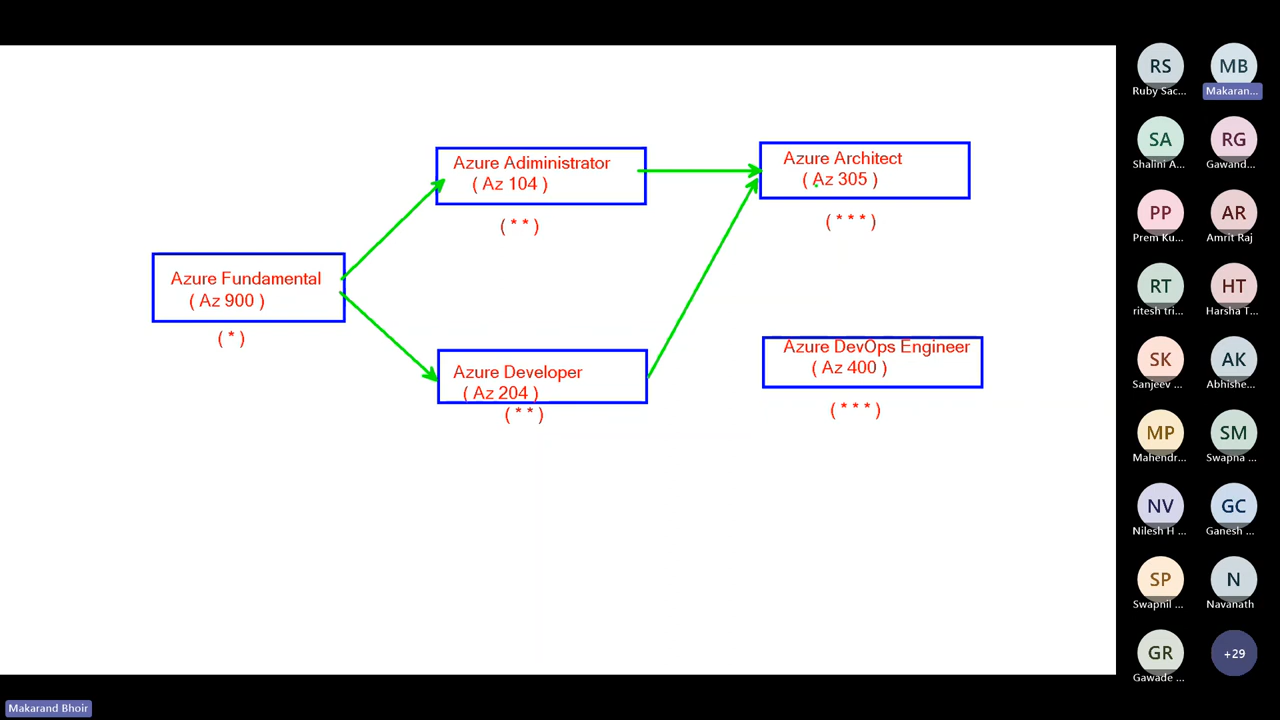 Azure Adiministrator
( Az 104 )
( * * )
Azure Architect
( Az 305 )
( * * * )
Azure Fundamental
( Az 900 )
( * )
Azure Developer
( Az 204 )
( * * )
Azure DevOps Engineer
( Az 400 )
( * * * )
RS
Ruby Sac...
MB
Makaran...
SA
Shalini A...
RG
Gawand...
PP
Prem Ku...
AR
Amrit Raj
RT
ritesh tri...
HT
Harsha T...
SK
Sanjeev ...
AK
Abhishe...
MP
Mahendr...
SM
Swapna ...
NV
Nilesh H ...
GC
Ganesh ...
SP
Swapnil ...
N
Navanath
GR
Gawade ...
+29
Makarand Bhoir